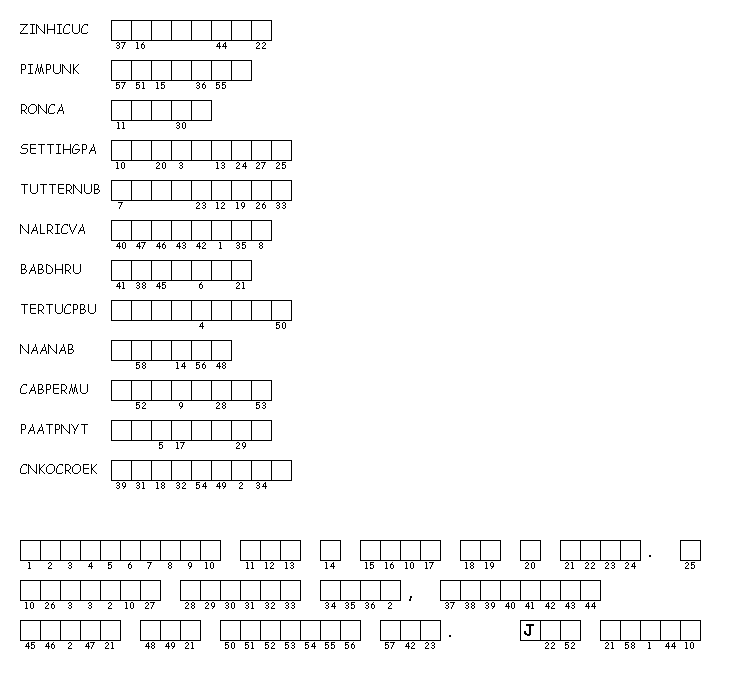 ZINHICUC
37 16 44 22
PIMPUNK
57 51 15 36 55
RONCA
11 30
SETTIHGPA
10 20 3 13 24 27 25
TUTTERNUB
7 23 12 19 26 33
NALRICVA
40 47 46 43 42 1 35 8
BABDHRU
41 38 45 6 21
TERTUCPBU
4 50
NAANAB
58 14 56 48
CABPERMU
52 9 28 53
PAATPNYT
5 17 29
CNKOCROEK
39 31 18 32 54 49 2 34
.
1 2 3 4 5 6 7 8 9 10 11 12 13 14 15 16 10 17 18 19 20 21 22 23 24 25
,
10 26 3 3 2 10 27 28 29 30 31 32 33 34 35 36 2 37 38 39 40 41 42 43 44
. J
45 46 2 47 21 48 49 21 50 51 52 53 54 55 56 57 42 23 22 52 21 58 1 44 10